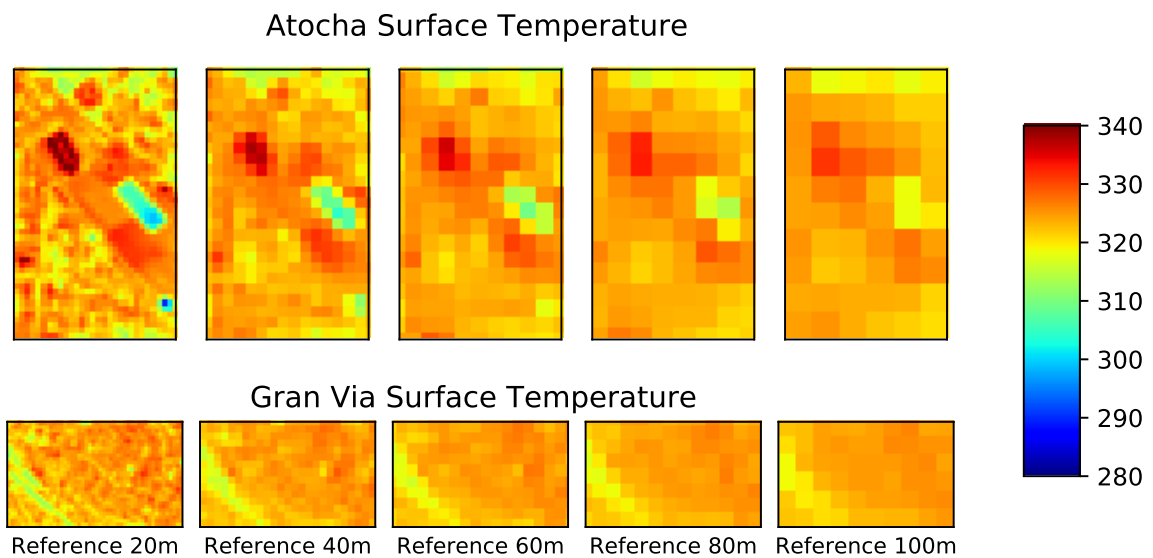 Atocha Surface Temperature
340
330
320
310
300
290
280
Gran Via Surface Temperature
Reference 20m
Reference 40m
Reference 60m
Reference 80m
Reference 100m